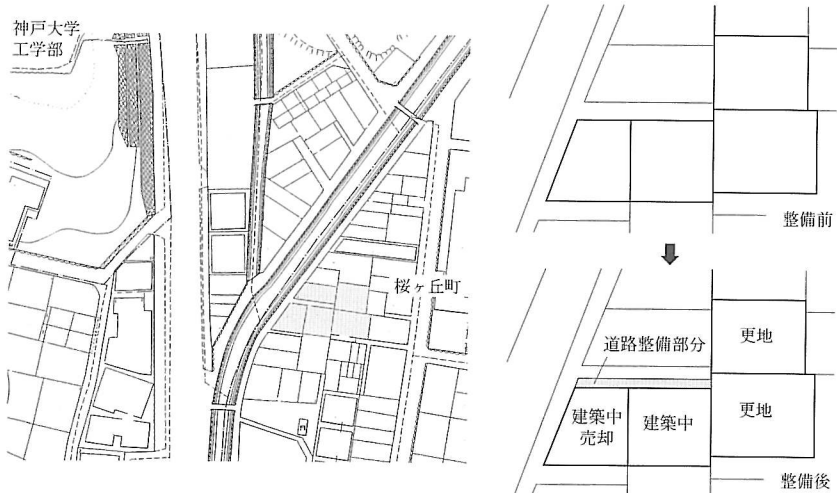 神戸大学
工学部
桜ヶ丘町
整備前
道路整備部分
更地
建築中
売却
建築中
更地
整備後